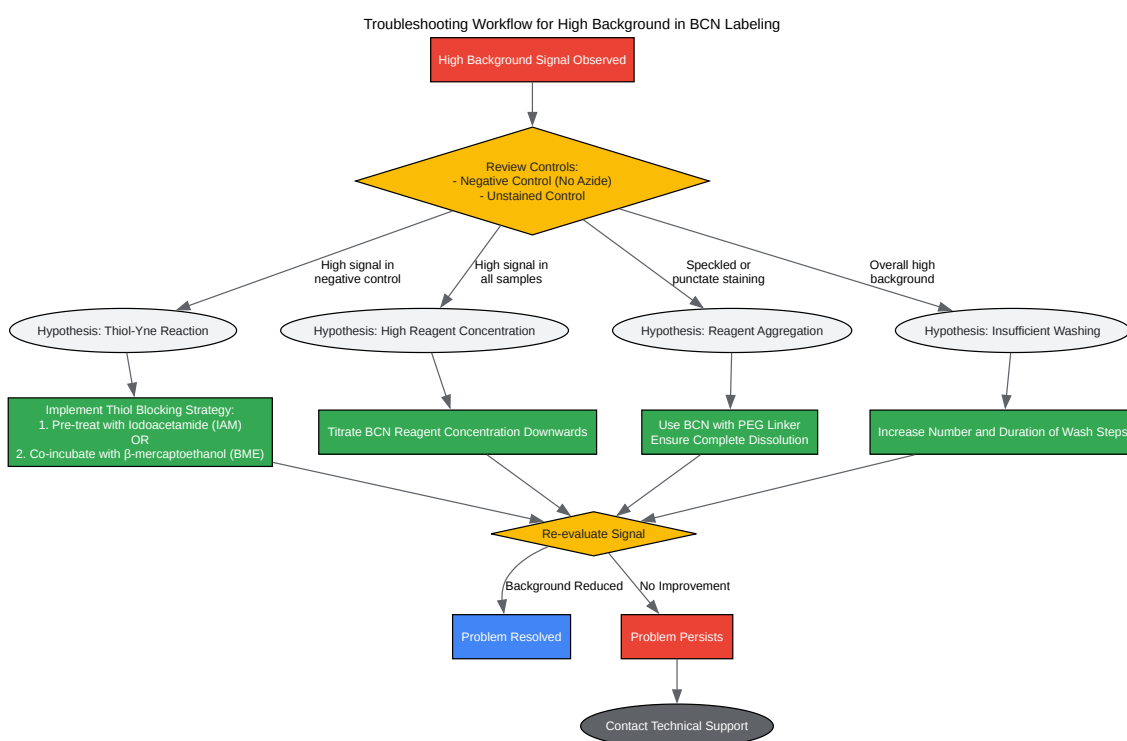 Troubleshooting Workflow for High Background in BCN Labeling
High Background Signal Observed
Review Controls:
- Negative Control (No Azide)
- Unstained Control
High signal in
negative control
High signal in
all samples
Speckled or
punctate staining
Overall high
background
Hypothesis: Thiol-Yne Reaction
Hypothesis: High Reagent Concentration
Hypothesis: Reagent Aggregation
Hypothesis: Insufficient Washing
Implement Thiol Blocking Strategy:
1. Pre-treat with Iodoacetamide (IAM)
OR
2. Co-incubate with β-mercaptoethanol (BME)
Titrate BCN Reagent Concentration Downwards
Use BCN with PEG Linker
Ensure Complete Dissolution
Increase Number and Duration of Wash Steps
Re-evaluate Signal
Background Reduced
No Improvement
Problem Resolved
Problem Persists
Contact Technical Support